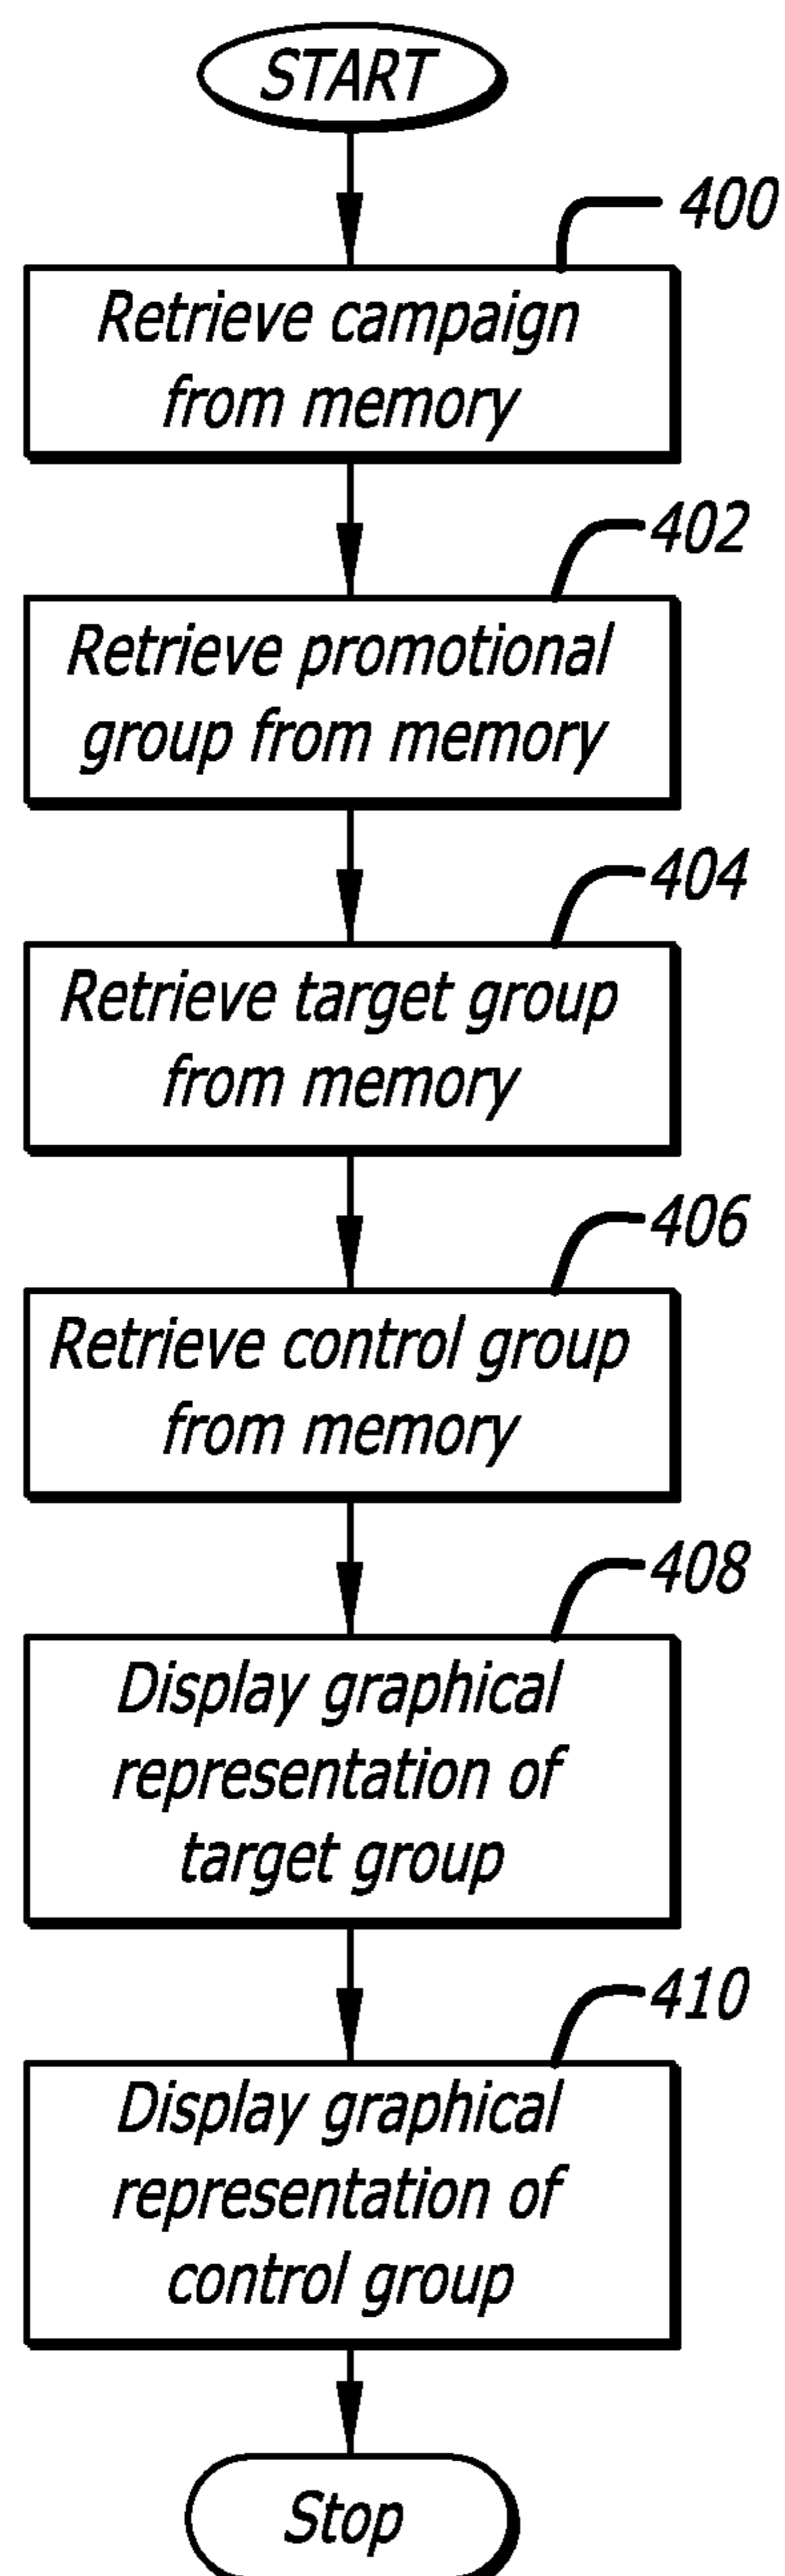 START
400
Retrieve campaign
from memory
402
Retrieve promotional
group from memory
404
Retrieve target group
from memory
406
Retrieve control group
from memory
408
Display graphical
representation of
target group
410
Display graphical
representation of
control group
Stop